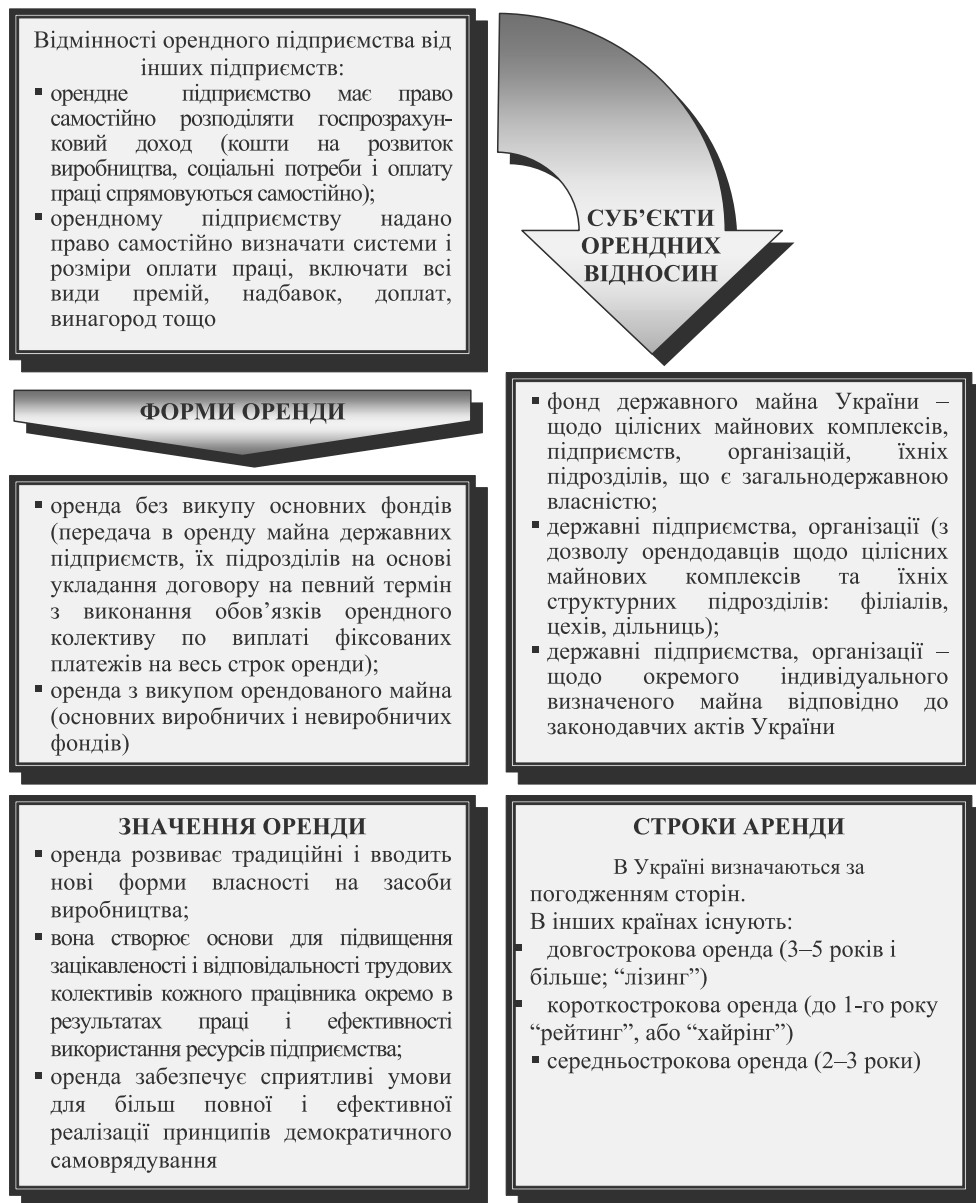 Відмінності орендного підприємства від
інших підприємств:
▪ орендне підприємство має право
самостійно розподіляти госпрозрахун-
ковий доход (кошти на розвиток
виробництва, соціальні потреби і оплату
праці спрямовуються самостійно);
▪ орендному підприємству надано
право самостійно визначати системи і
розміри оплати праці, включати всі
види премій, надбавок, доплат,
винагород тощо
СУБ’ЄКТИ
ОРЕНДНИХ
ВІДНОСИН
ФОРМИ ОРЕНДИ
▪ оренда без викупу основних фондів
(передача в оренду майна державних
підприємств, їх підрозділів на основі
укладання договору на певний термін
з виконання обов’язків орендного
колективу по виплаті фіксованих
платежів на весь строк оренди);
▪ оренда з викупом орендованого майна
(основних виробничих і невиробничих
фондів)
▪ фонд державного майна України –
щодо цілісних майнових комплексів,
підприємств, організацій, їхніх
підрозділів, що є загальнодержавною
власністю;
▪ державні підприємства, організації (з
дозволу орендодавців щодо цілісних
майнових комплексів та їхніх
структурних підрозділів: філіалів,
цехів, дільниць);
▪ державні підприємства, організації –
щодо окремого індивідуального
визначеного майна відповідно до
законодавчих актів України
ЗНАЧЕННЯ ОРЕНДИ
▪ оренда розвиває традиційні і вводить
нові форми власності на засоби
виробництва;
▪ вона створює основи для підвищення
зацікавленості і відповідальності трудових
колективів кожного працівника окремо в
результатах праці і ефективності
використання ресурсів підприємства;
▪ оренда забезпечує сприятливі умови
для більш повної і ефективної
реалізації принципів демократичного
самоврядування
СТРОКИ АРЕНДИ
В Україні визначаються за
погодженням сторін.
В інших країнах існують:
▪ довгострокова оренда (3–5 років і
більше; “лізинг”)
▪ короткострокова оренда (до 1-го року
“рейтинг”, або “хайрінг”)
▪ середньострокова оренда (2–3 роки)